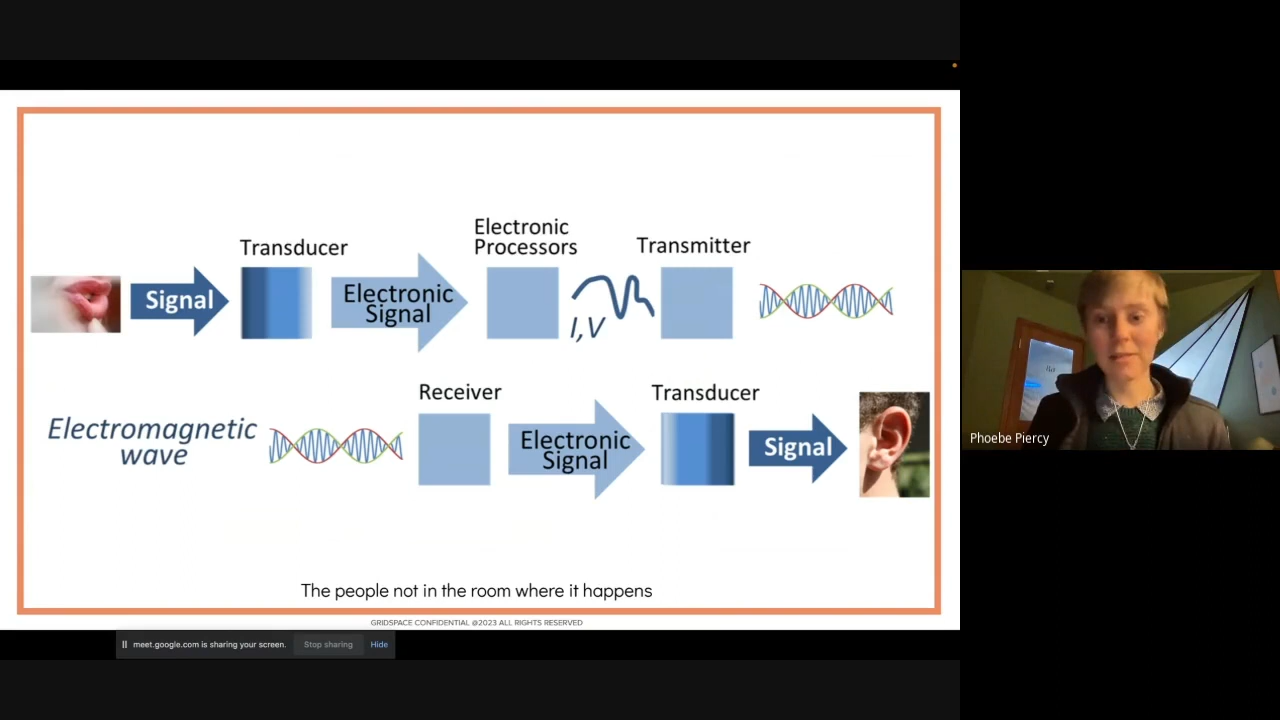 Transducer
Electronic
Processors
Transmitter
Signal
Electronic
Signal
I,V
Receiver
Transducer
Electromagnetic
wave
Electronic
Signal
Signal
The people not in the room where it happens
GRIDSPACE CONFIDENTIAL @2023 ALL RIGHTS RESERVED
meet.google.com is sharing your screen.
Stop sharing
Hide
Phoebe Piercy